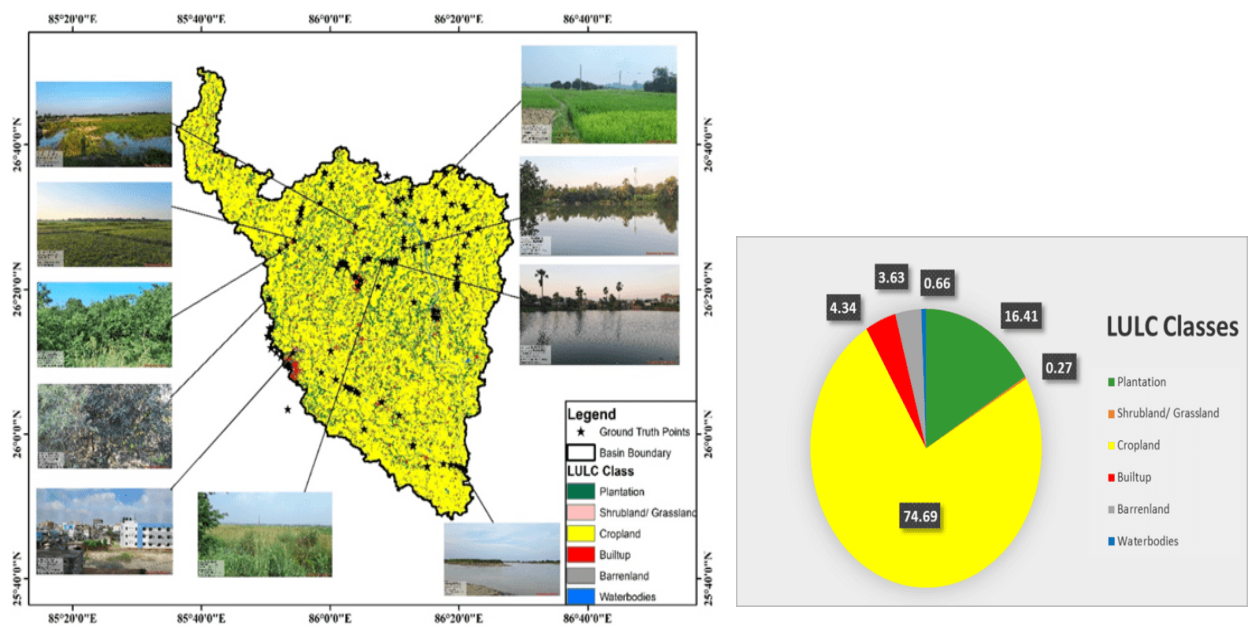 85°20'0"E 85°40'0"E 86°0'0"E 86°20'0"E 86°40'0"E
26°40'0"N
26°20'0"N
26°0'0"N
25°40'0"N
26°40'0"N
26°20'0"N
26°0'0"N
25°40'0"N
Legend
Ground Truth Points
Basin Boundary
LULC Class
Plantation
Shrubland/ Grassland
Cropland
Builtup
Barrenland
Waterbodies
85°20'0"E 85°40'0"E 86°0'0"E 86°20'0"E 86°40'0"E
3.63
0.66
4.34
16.41
0.27
74.69
LULC Classes
Plantation
Shrubland/ Grassland
Cropland
Builtup
Barrenland
Waterbodies